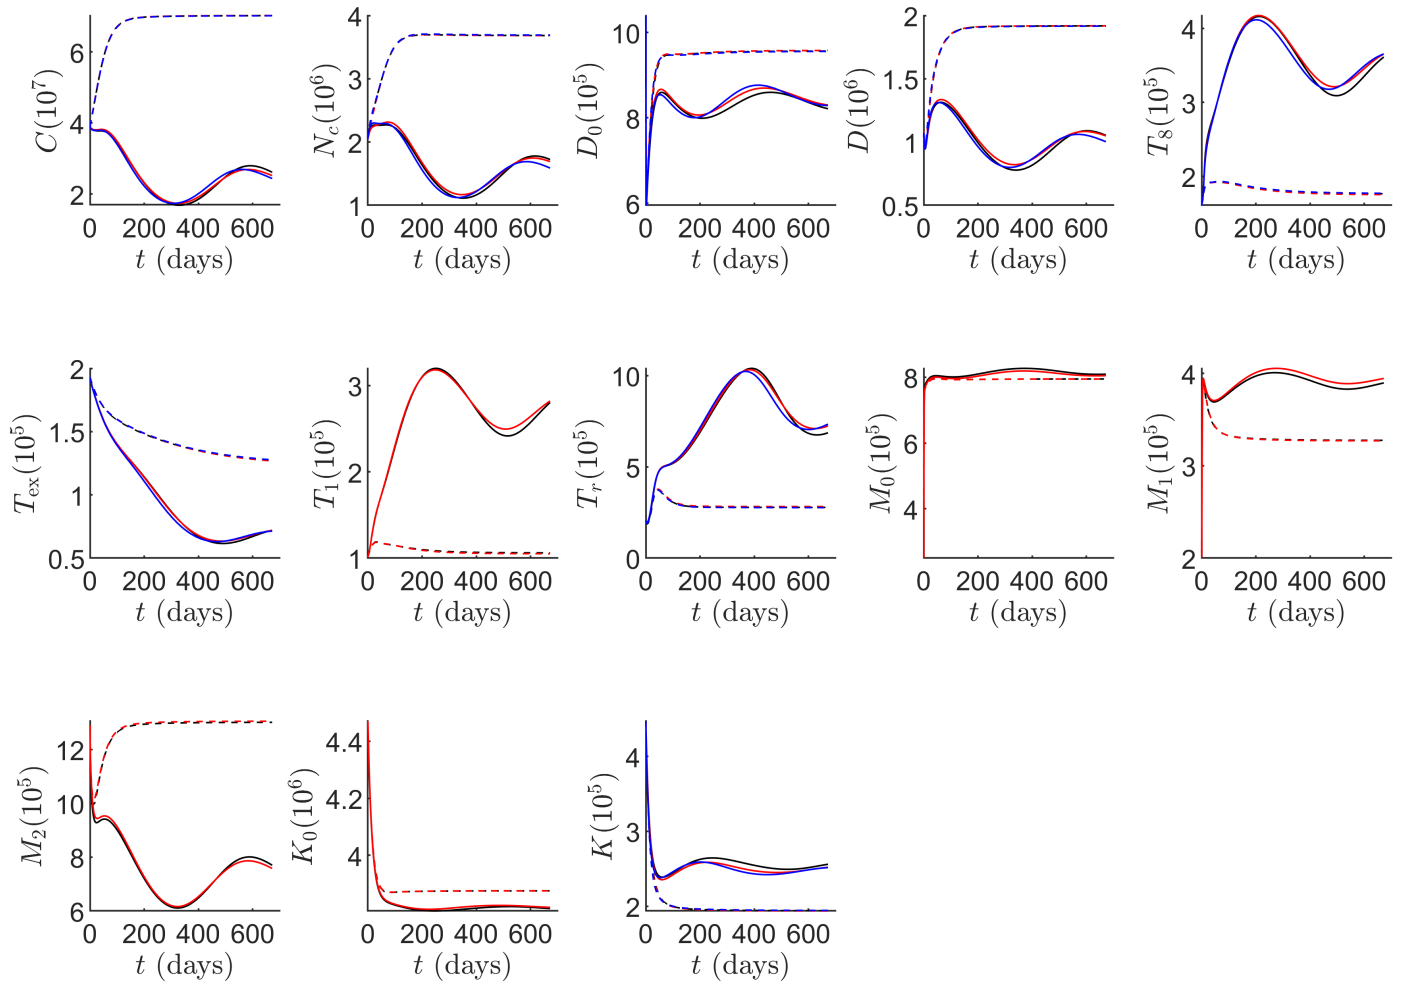 C(10^7)
6
4
2
0 200 400 600
t (days)
N_c(10^6)
4
3
2
1
0 200 400 600
t (days)
D_0(10^5)
10
8
6
0 200 400 600
t (days)
D(10^6)
2
1.5
1
0.5
0 200 400 600
t (days)
T_8(10^5)
4
3
2
0 200 400 600
t (days)
T_ex(10^5)
2
1.5
1
0.5
0 200 400 600
t (days)
T_1(10^5)
3
2
1
0 200 400 600
t (days)
T_r(10^5)
10
5
0
0 200 400 600
t (days)
M_0(10^5)
8
6
4
0 200 400 600
t (days)
M_1(10^5)
4
3
2
0 200 400 600
t (days)
M_2(10^5)
12
10
8
6
0 200 400 600
t (days)
K_0(10^6)
4.4
4.2
4
0 200 400 600
t (days)
K(10^5)
4
3
2
0 200 400 600
t (days)